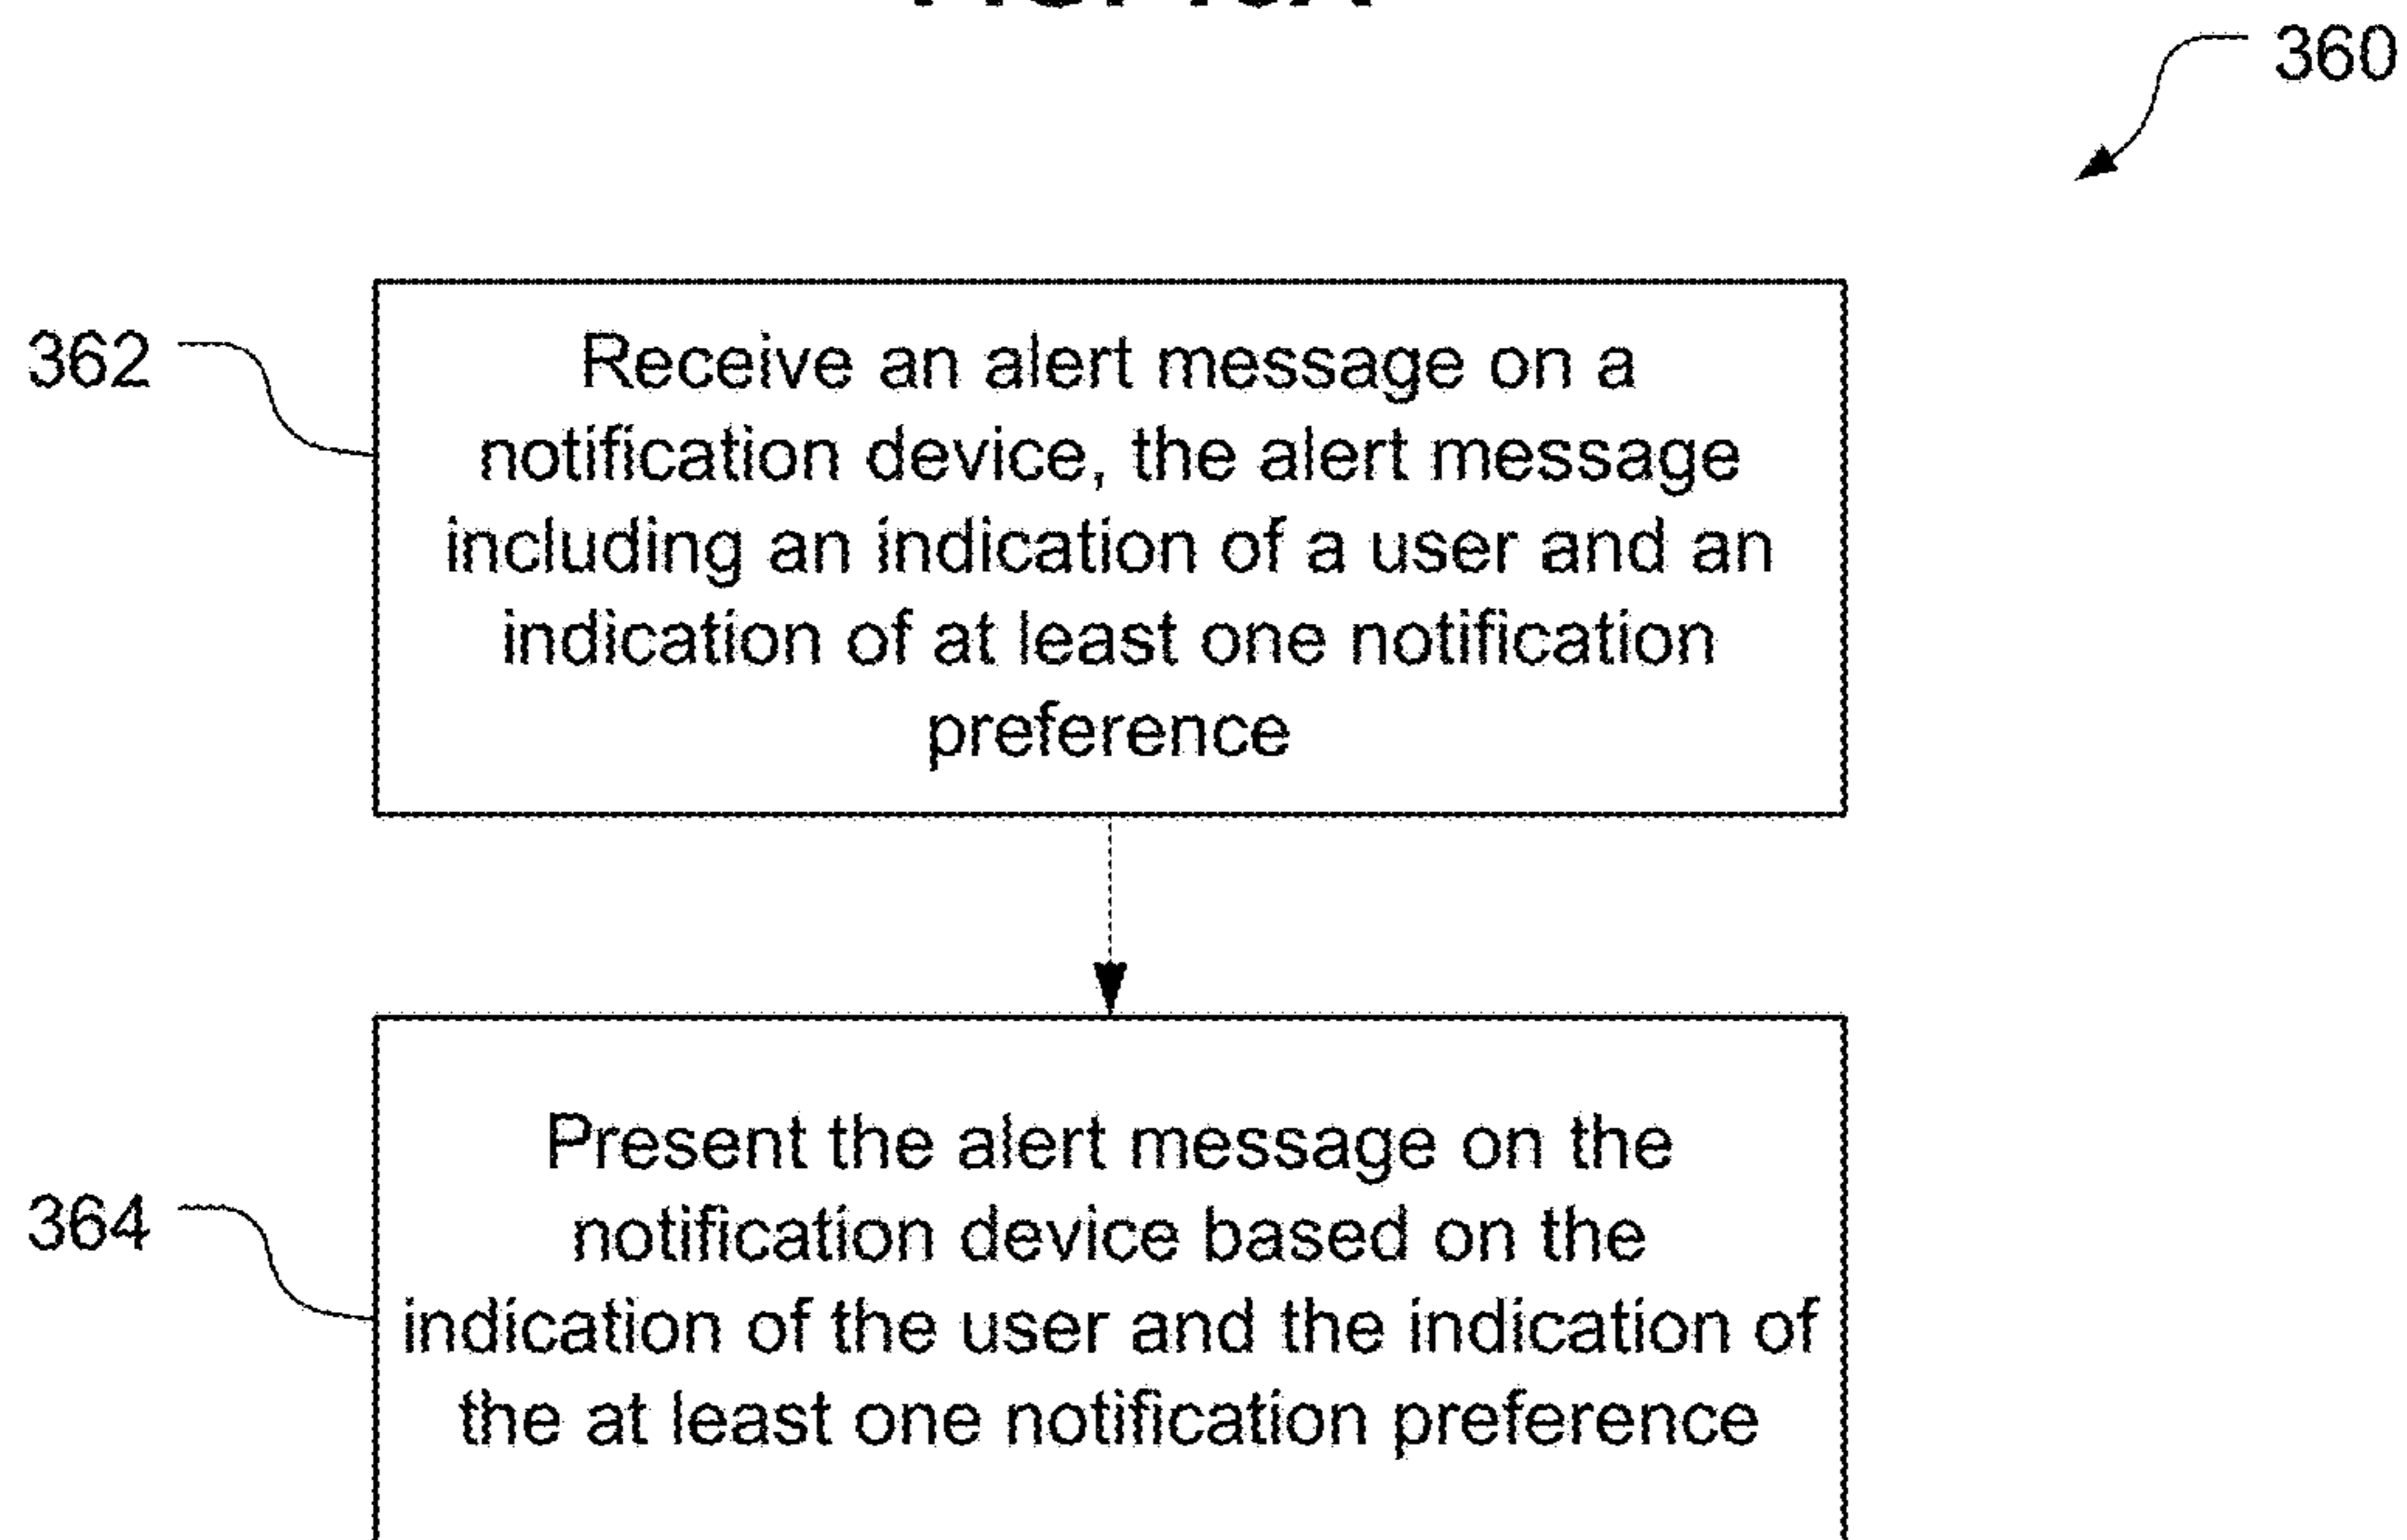 360
362
Receive an alert message on a
notification device, the alert message
including an indication of a user and an
indication of at least one notification
preference
364
Present the alert message on the
notification device based on the
indication of the user and the indication of
the at least one notification preference